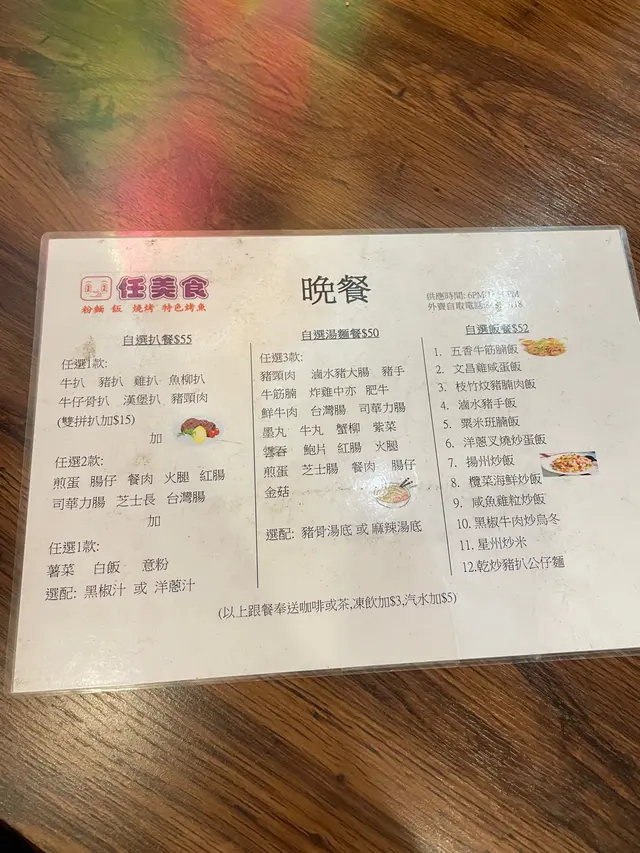 任美食
粉麵 飯 燒烤 特色烤魚
晚餐
供應時間: 6PM
外賣自取電話:
自選扒餐$55
任選1款:
牛扒 豬扒 雞扒 魚柳扒
牛仔骨扒 漢堡扒 豬頸肉
(雙拼扒加$15)
加
任選2款:
煎蛋 腸仔 餐肉 火腿 紅腸
司華力腸 芝士長 台灣腸
加
任選1款:
薯菜 白飯 意粉
選配: 黑椒汁 或 洋蔥汁
自選湯麵餐$50
任選3款:
豬頸肉 滷水豬大腸 豬手
牛筋腩 炸雞中亦 肥牛
鮮牛肉 台灣腸 司華力腸
墨丸 牛丸 蟹柳 紫菜
雲吞 鮑片 紅腸 火腿
煎蛋 芝士腸 餐肉 腸仔
金菇
選配: 豬骨湯底 或 麻辣湯底
自選飯餐$52
1. 五香牛筋腩飯
2. 文昌雞咸蛋飯
3. 枝竹炆豬腩肉飯
4. 滷水豬手飯
5. 粟米班腩飯
6. 洋蔥叉燒炒蛋飯
7. 揚州炒飯
8. 欖菜海鮮炒飯
9. 咸魚雞粒炒飯
10. 黑椒牛肉炒烏冬
11. 星州炒米
12.乾炒豬扒公仔麵
(以上跟餐奉送咖啡或茶,凍飲加$3,汽水加$5)